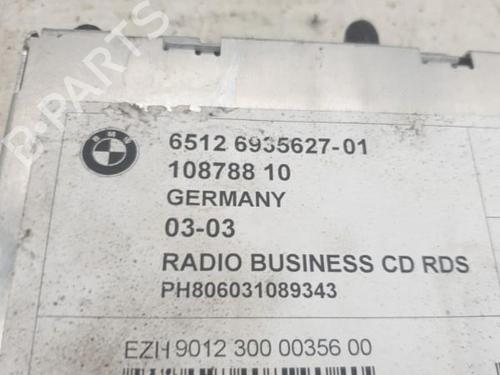 B-PARTS
BMW
6512 6935627-01
108788 10
GERMANY
03-03
RADIO BUSINESS CD RDS
PH806031089343
EZH 9012 300 00356 00